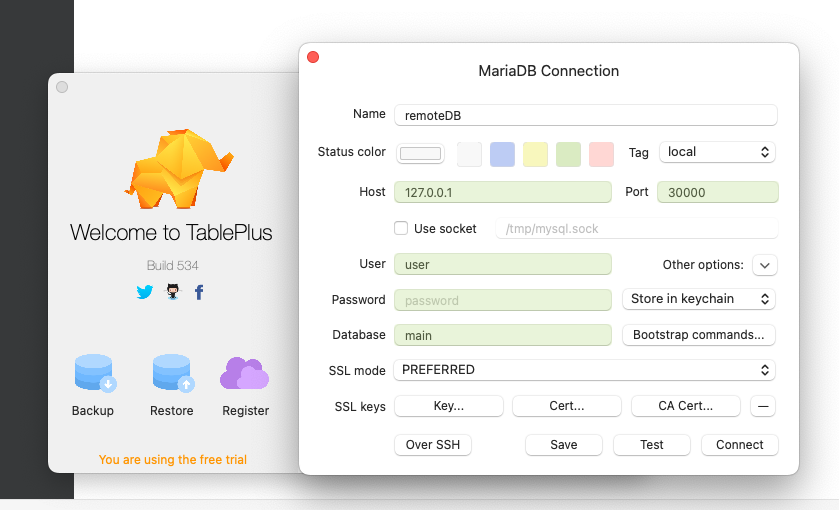 MariaDB Connection
Name remoteDB
Status color Tag local
Host 127.0.0.1 Port 30000
Use socket /tmp/mysql.sock
User user Other options:
Password password Store in keychain
Database main Bootstrap commands...
SSL mode PREFERRED
SSL keys Key... Cert... CA Cert...
Over SSH Save Test Connect
Welcome to TablePlus
Build 534
Backup Restore Register
You are using the free trial